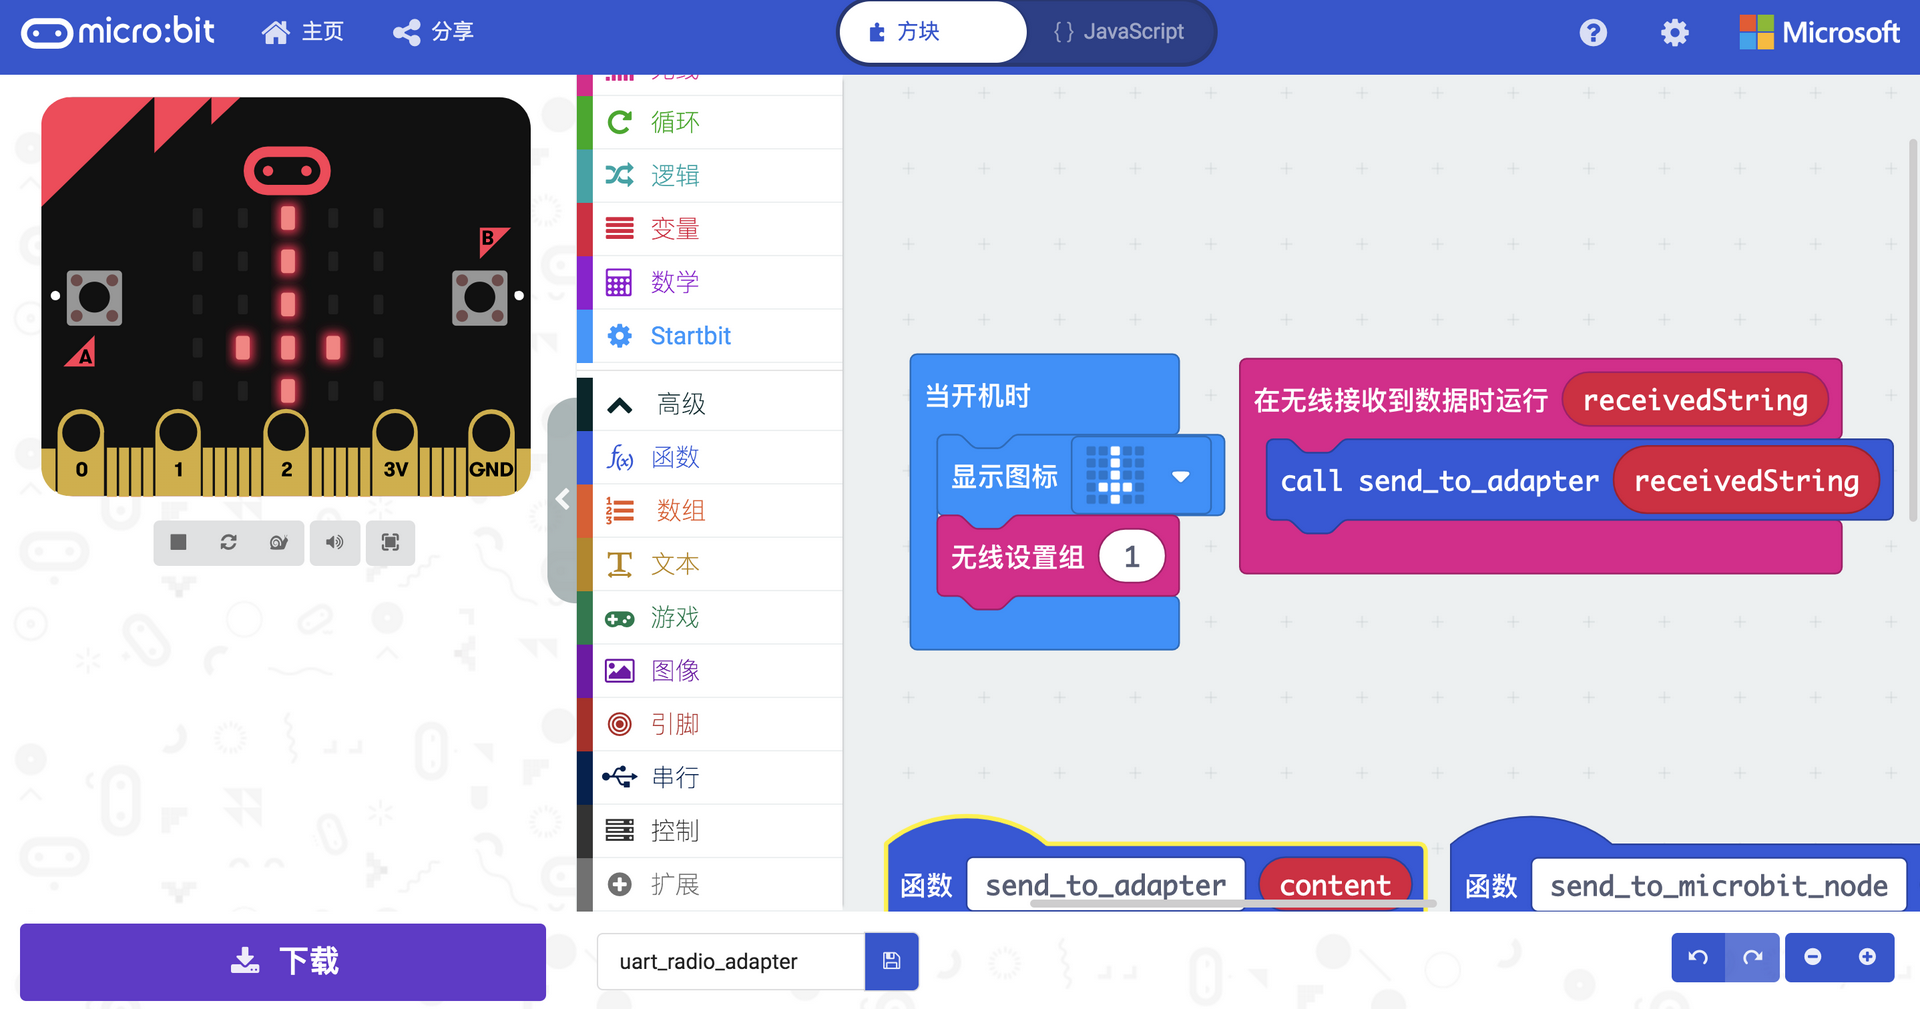 micro:bit 主页 分享 方块 {} JavaScript ? Microsoft
无线
循环
逻辑
变量
数学
Startbit
高级
函数
数组
文本
游戏
图像
引脚
串行
控制
扩展
A
B
0 1 2 3V GND
当开机时
显示图标
无线设置组 1
在无线接收到数据时运行 receivedString
call send_to_adapter receivedString
函数 send_to_adapter content
函数 send_to_microbit_node
下载
uart_radio_adapter